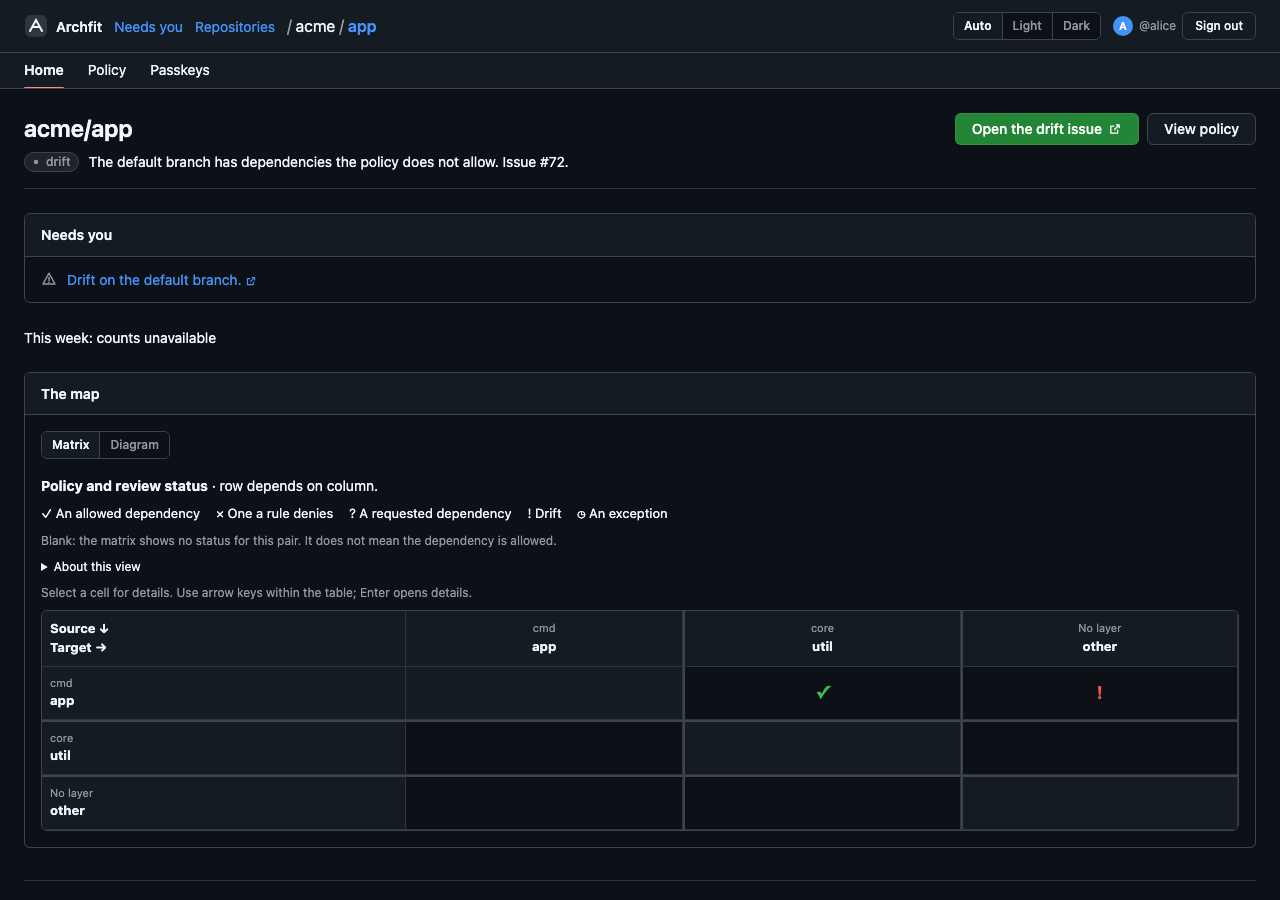 Archfit Needs you Repositories / acme / app Auto Light Dark A @alice Sign out
Home Policy Passkeys
acme/app Open the drift issue View policy
drift The default branch has dependencies the policy does not allow. Issue #72.
Needs you
Drift on the default branch.
This week: counts unavailable
The map
Matrix Diagram
Policy and review status · row depends on column.
✓ An allowed dependency × One a rule denies ? A requested dependency ! Drift ◷ An exception
Blank: the matrix shows no status for this pair. It does not mean the dependency is allowed.
▶ About this view
Select a cell for details. Use arrow keys within the table; Enter opens details.
Source ↓ cmd core No layer
Target → app util other
cmd
app ✓ !
core
util
No layer
other